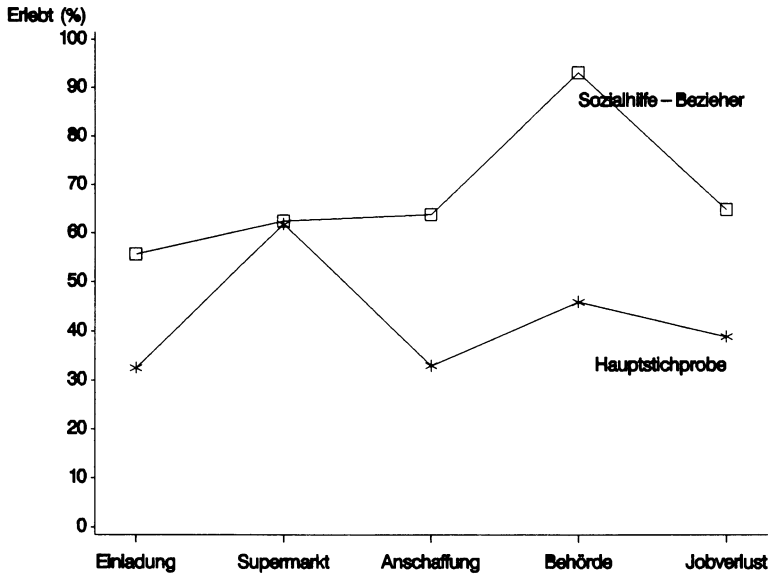 Erlebt (%)
100
90
80
70
60
50
40
30
20
10
0
Sozialhilfe – Bezieher
Hauptstichprobe
Einladung Supermarkt Anschaffung Behörde Jobverlust